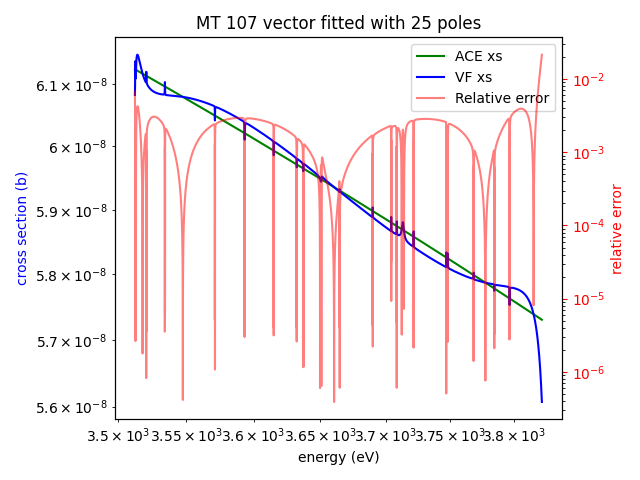 MT 107 vector fitted with 25 poles
ACE xs
VF xs
Relative error
cross section (b)
6.1 × 10⁻⁸
6 × 10⁻⁸
5.9 × 10⁻⁸
5.8 × 10⁻⁸
5.7 × 10⁻⁸
5.6 × 10⁻⁸
10⁻²
10⁻³
10⁻⁴
10⁻⁵
10⁻⁶
relative error
3.5 × 10³ 3.55 × 10³ 3.6 × 10³ 3.65 × 10³ 3.7 × 10³ 3.75 × 10³ 3.8 × 10³
energy (eV)